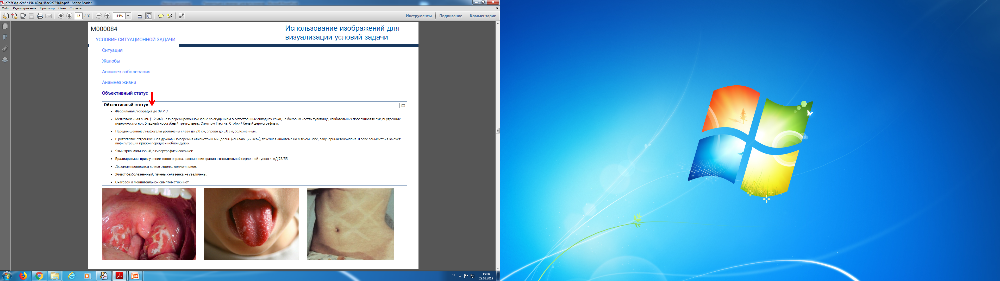 e7a7f36a-e2bf-4156-b2ba-48ae0c73561b.pdf - Adobe Reader
Файл Редактирование Просмотр Окно Справка
18 / 39 115% Инструменты Подписание Комментарии
M000084
Использование изображений для
визуализации условий задачи
УСЛОВИЕ СИТУАЦИОННОЙ ЗАДАЧИ
Ситуация
Жалобы
Анамнез заболевания
Анамнез жизни
Объективный статус
Объективный статус
• Фебрильная лихорадка до 39,7°С
• Мелкоточечная сыпь (1-2 мм) на гиперемированном фоне со сгущением в естественных складках кожи, на боковых частях туловища, сгибательных поверхностях рук, внутренних
поверхностях ног; бледный носогубный треугольник. Симптом Пастиа. Стойкий белый дермографизм.
• Передне-шейные лимфоузлы увеличены слева до 2,0 см, справа до 3,0 см, болезненные.
• В ротоглотке отграниченная дужками гиперемия слизистой и миндалин («пылающий зев»), точечная энантема на мягком небе, лакунарный тонзиллит. В зеве асимметрия за счет
инфильтрации правой передней небной дужки.
• Язык ярко малиновый, с гипертрофией сосочков.
• Брадиаритмия, приглушение тонов сердца, расширение границ относительной сердечной тупости, АД 75/55.
• Дыхание проводится во все отделы, везикулярное.
• Живот безболезненный, печень, селезенка не увеличены.
• Очаговой и менингеальной симптоматики нет.
RU 15:38
22.01.2019